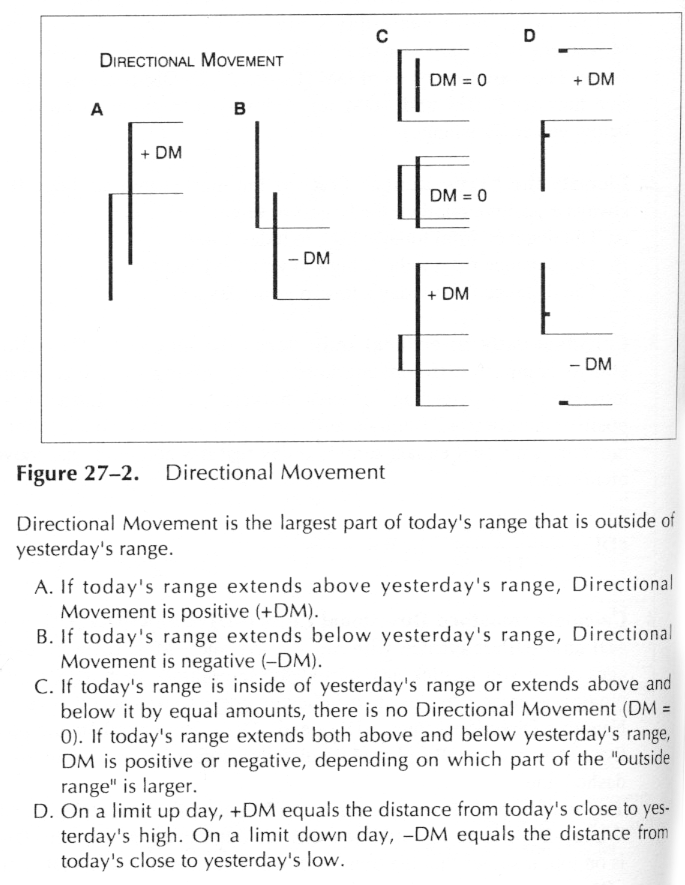 DIRECTIONAL MOVEMENT
A
+ DM
B
– DM
C
DM = 0
DM = 0
+ DM
D
+ DM
– DM
Figure 27–2. Directional Movement
Directional Movement is the largest part of today's range that is outside of
yesterday's range.
A. If today's range extends above yesterday's range, Directional
Movement is positive (+DM).
B. If today's range extends below yesterday's range, Directional
Movement is negative (–DM).
C. If today's range is inside of yesterday's range or extends above and
below it by equal amounts, there is no Directional Movement (DM =
0). If today's range extends both above and below yesterday's range,
DM is positive or negative, depending on which part of the "outside
range" is larger.
D. On a limit up day, +DM equals the distance from today's close to yes-
terday's high. On a limit down day, –DM equals the distance from
today's close to yesterday's low.